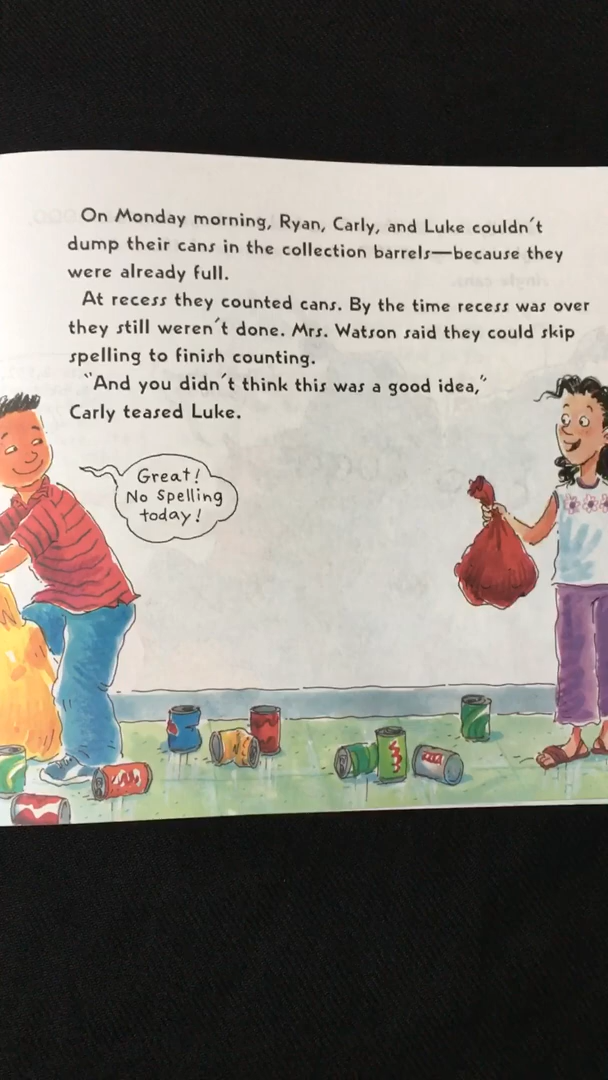 On Monday morning, Ryan, Carly, and Luke couldn't
dump their cans in the collection barrels—because they
were already full.
At recess they counted cans. By the time recess was over
they still weren't done. Mrs. Watson said they could skip
spelling to finish counting.
"And you didn't think this was a good idea,"
Carly teased Luke.
Great!
No Spelling
today!